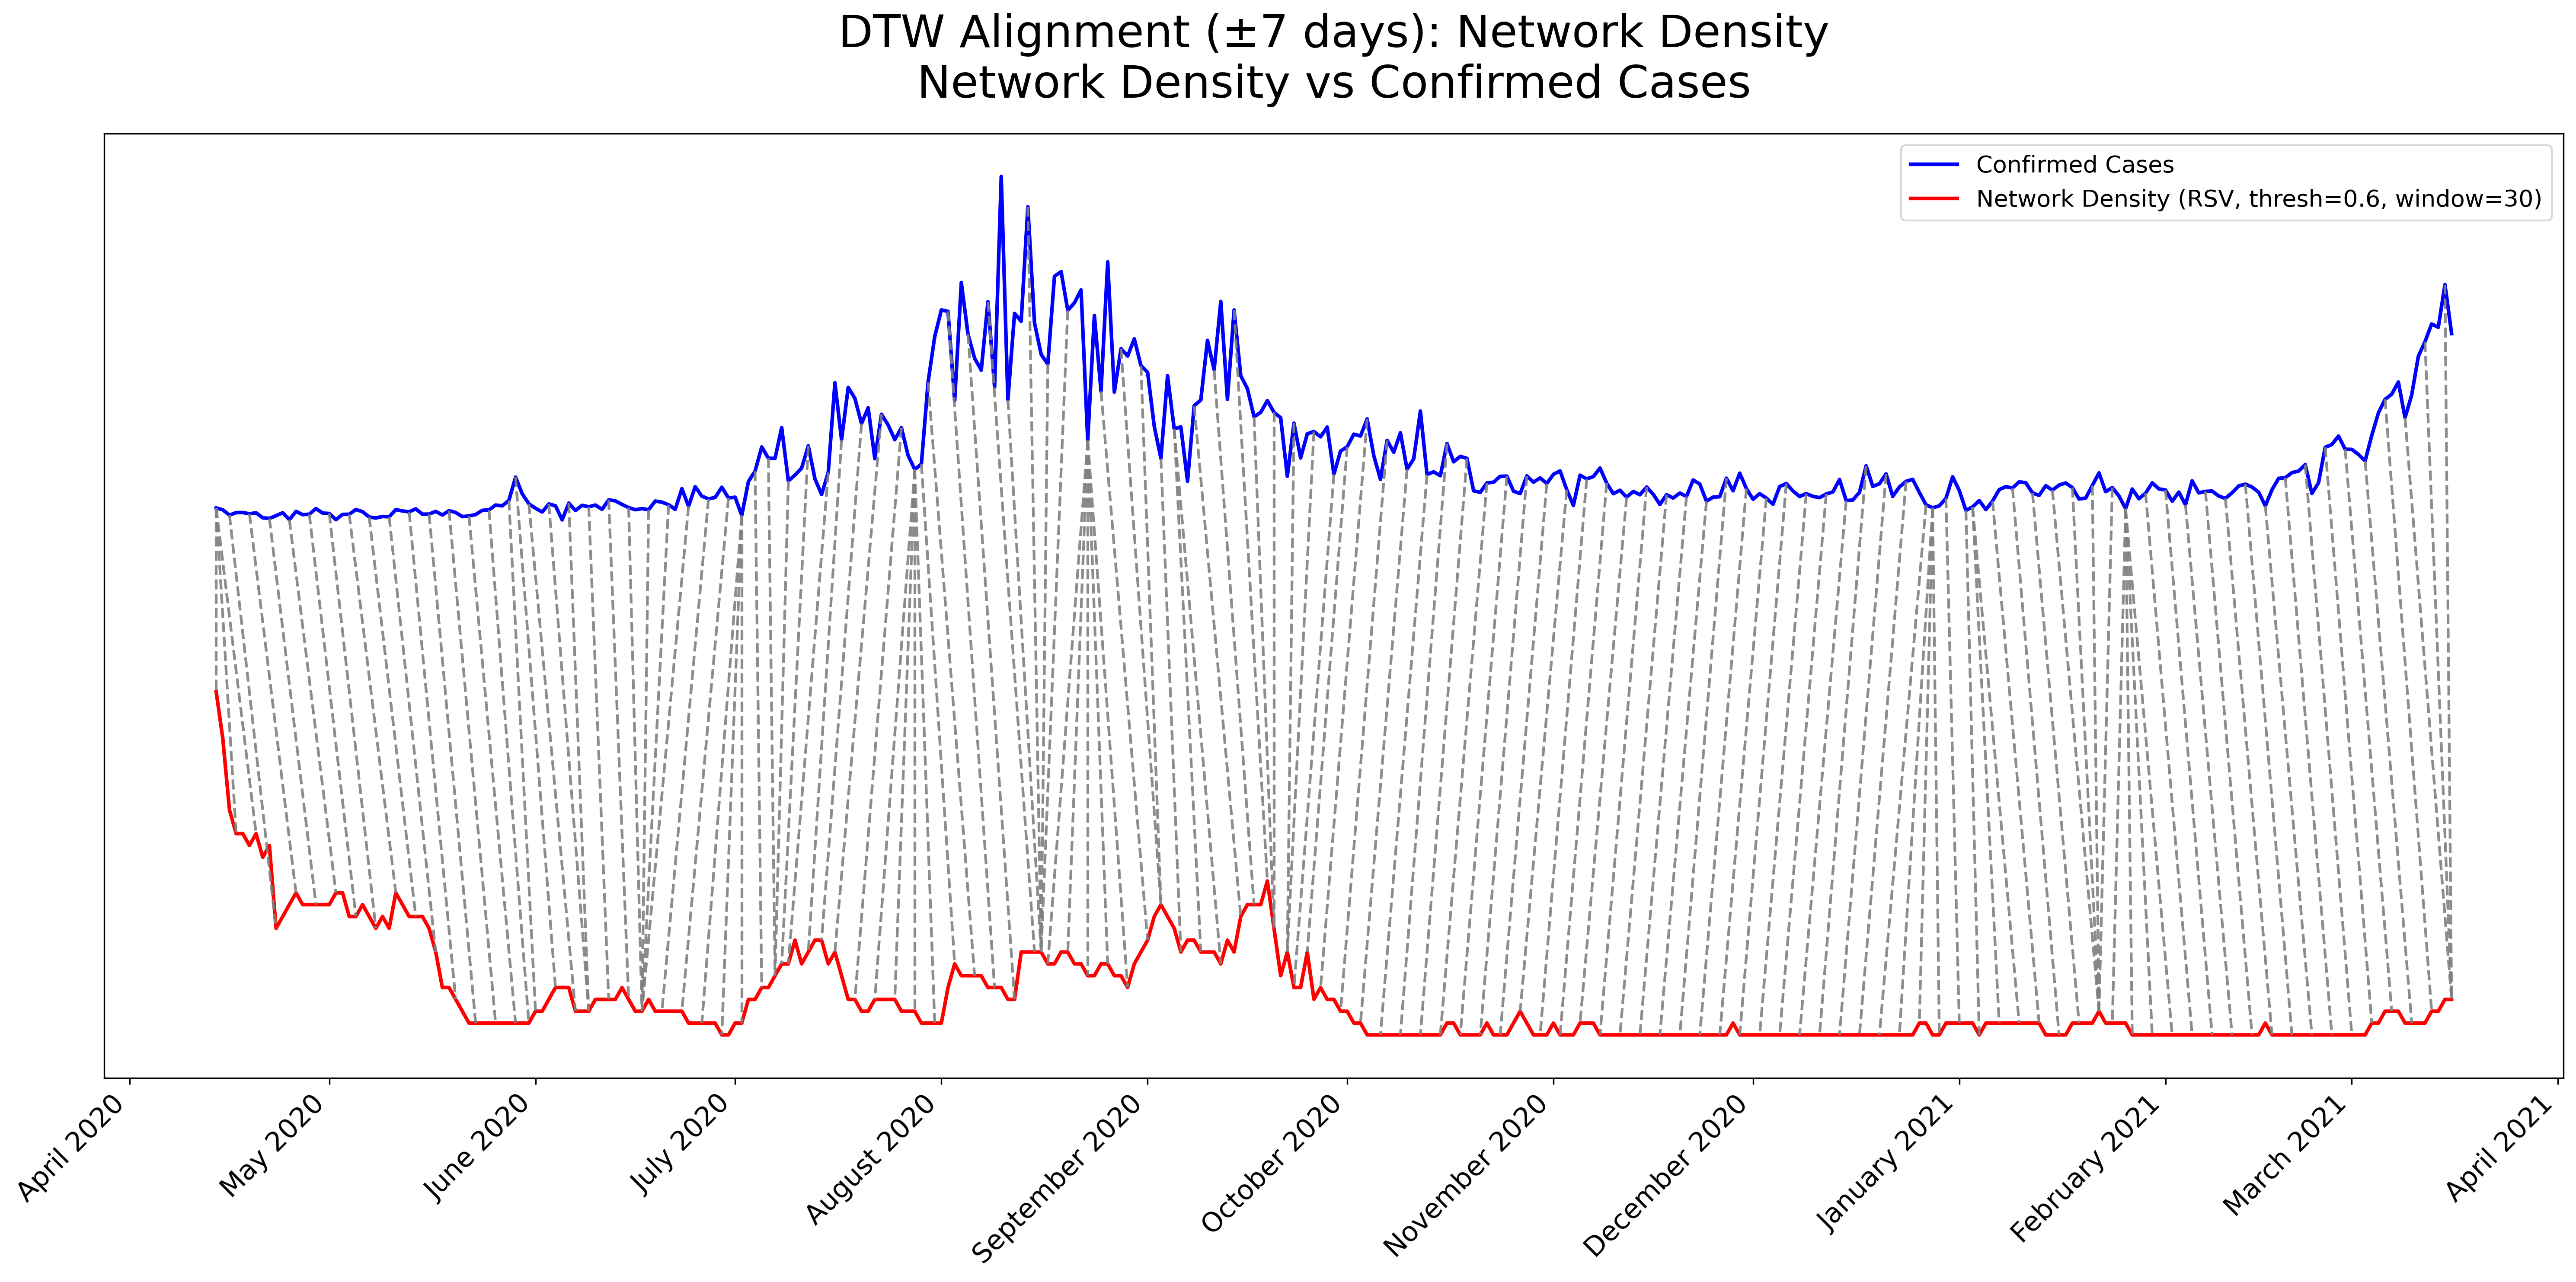 DTW Alignment (±7 days): Network Density
Network Density vs Confirmed Cases
Confirmed Cases
Network Density (RSV, thresh=0.6, window=30)
April 2020
May 2020
June 2020
July 2020
August 2020
September 2020
October 2020
November 2020
December 2020
January 2021
February 2021
March 2021
April 2021